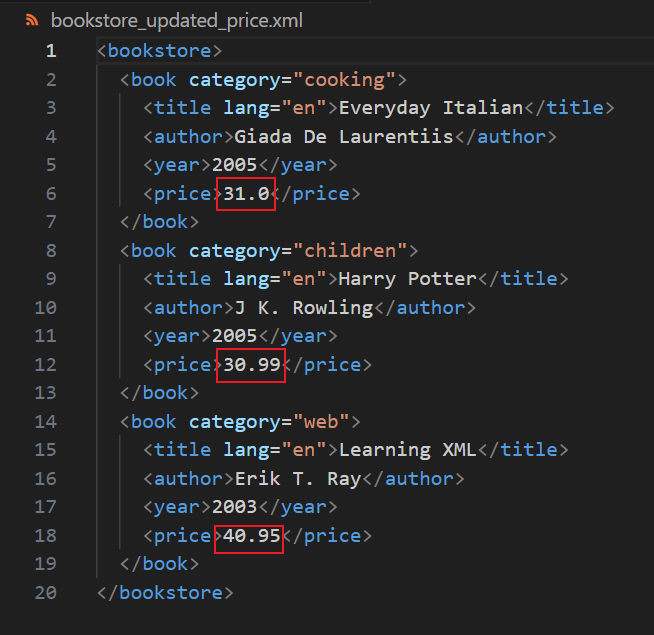 bookstore_updated_price.xml
1 <bookstore>
2 <book category="cooking">
3 <title lang="en">Everyday Italian</title>
4 <author>Giada De Laurentiis</author>
5 <year>2005</year>
6 <price>31.0</price>
7 </book>
8 <book category="children">
9 <title lang="en">Harry Potter</title>
10 <author>J K. Rowling</author>
11 <year>2005</year>
12 <price>30.99</price>
13 </book>
14 <book category="web">
15 <title lang="en">Learning XML</title>
16 <author>Erik T. Ray</author>
17 <year>2003</year>
18 <price>40.95</price>
19 </book>
20 </bookstore>